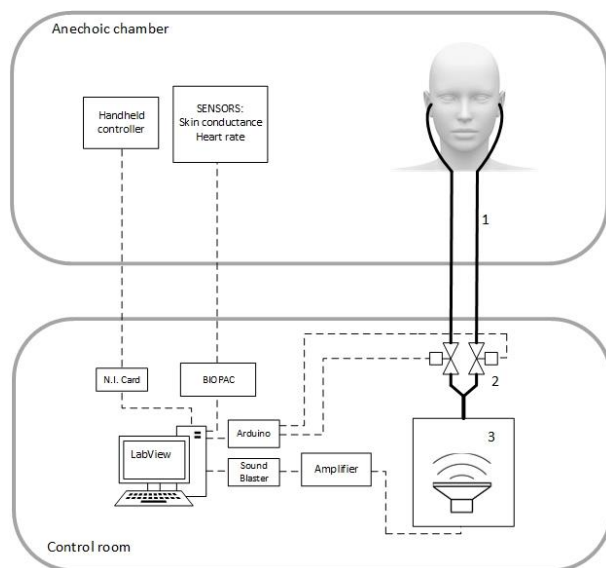 Anechoic chamber
Handheld
controller
SENSORS:
Skin conductance
Heart rate
1
N.I. Card
BIOPAC
2
Arduino
3
LabView
Sound
Blaster
Amplifier
Control room